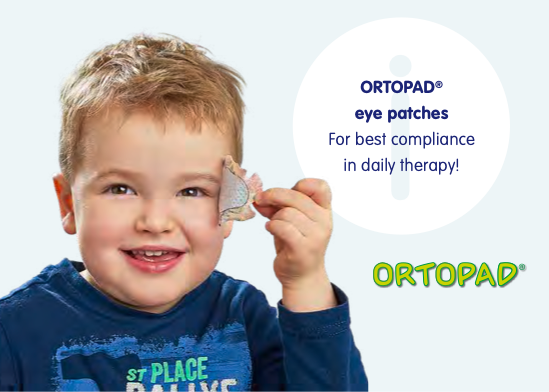 ORTOPAD®
eye patches
For best compliance
in daily therapy!
ORTOPAD®
ST PLACE